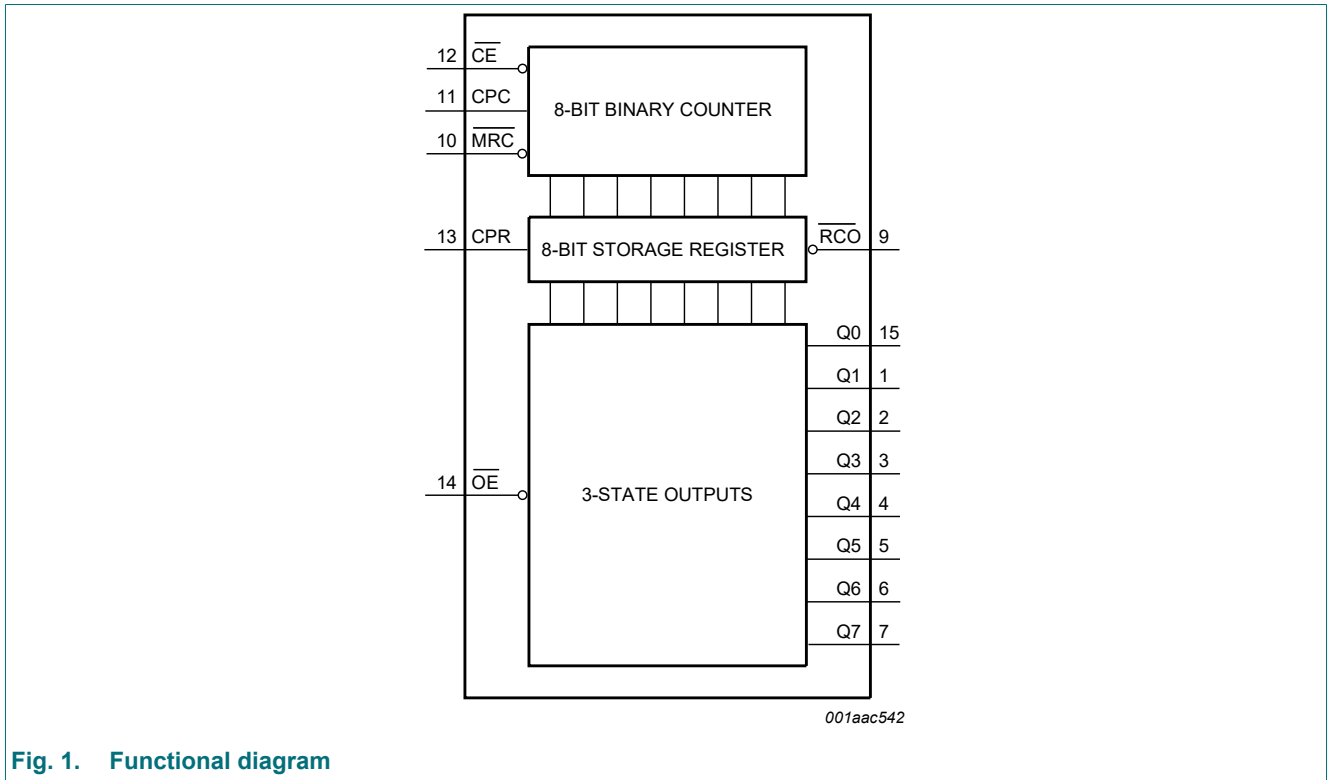 12 CE
11 CPC
8-BIT BINARY COUNTER
10 MRC
13 CPR
8-BIT STORAGE REGISTER
RCO 9
Q0 15
Q1 1
Q2 2
Q3 3
14 OE
3-STATE OUTPUTS
Q4 4
Q5 5
Q6 6
Q7 7
001aac542
Fig. 1. Functional diagram